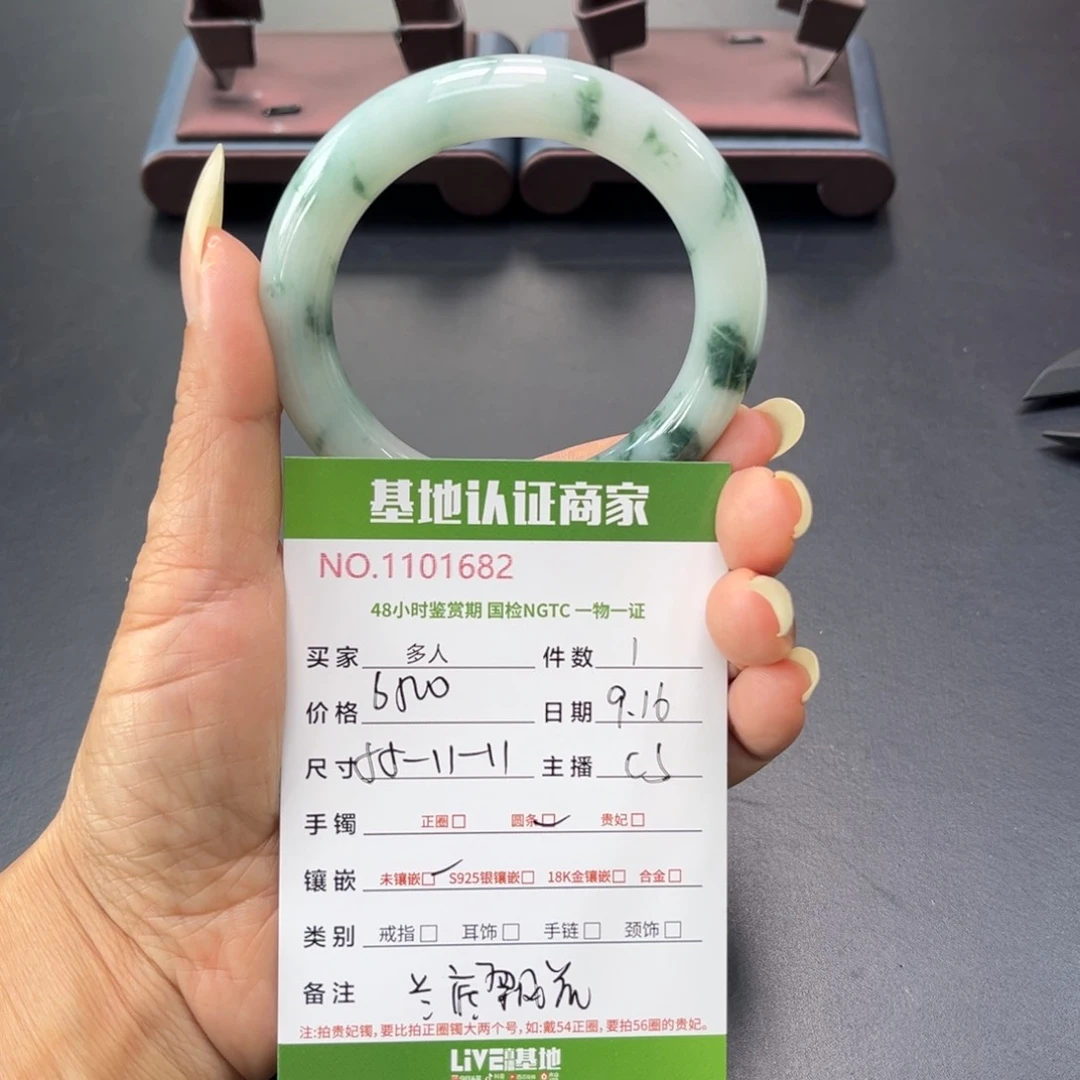 基地认证商家
NO.1101682
48小时鉴赏期 国检NGTC 一物一证
买家 多人 件数 1
价格 6800 日期 9.16
尺寸 55-11-11 主播
手镯 正圈□ 圆条□ 贵妃□
镶嵌 未镶嵌□ S925银镶嵌□ 18K金镶嵌□ 合金□
类别 戒指□ 耳饰□ 手链□ 颈饰□
备注 兰底飘花
注:拍贵妃镯,要比拍正圈镯大两个号,如:戴54正圈,要拍56圈的贵妃。
LiVE直播基地